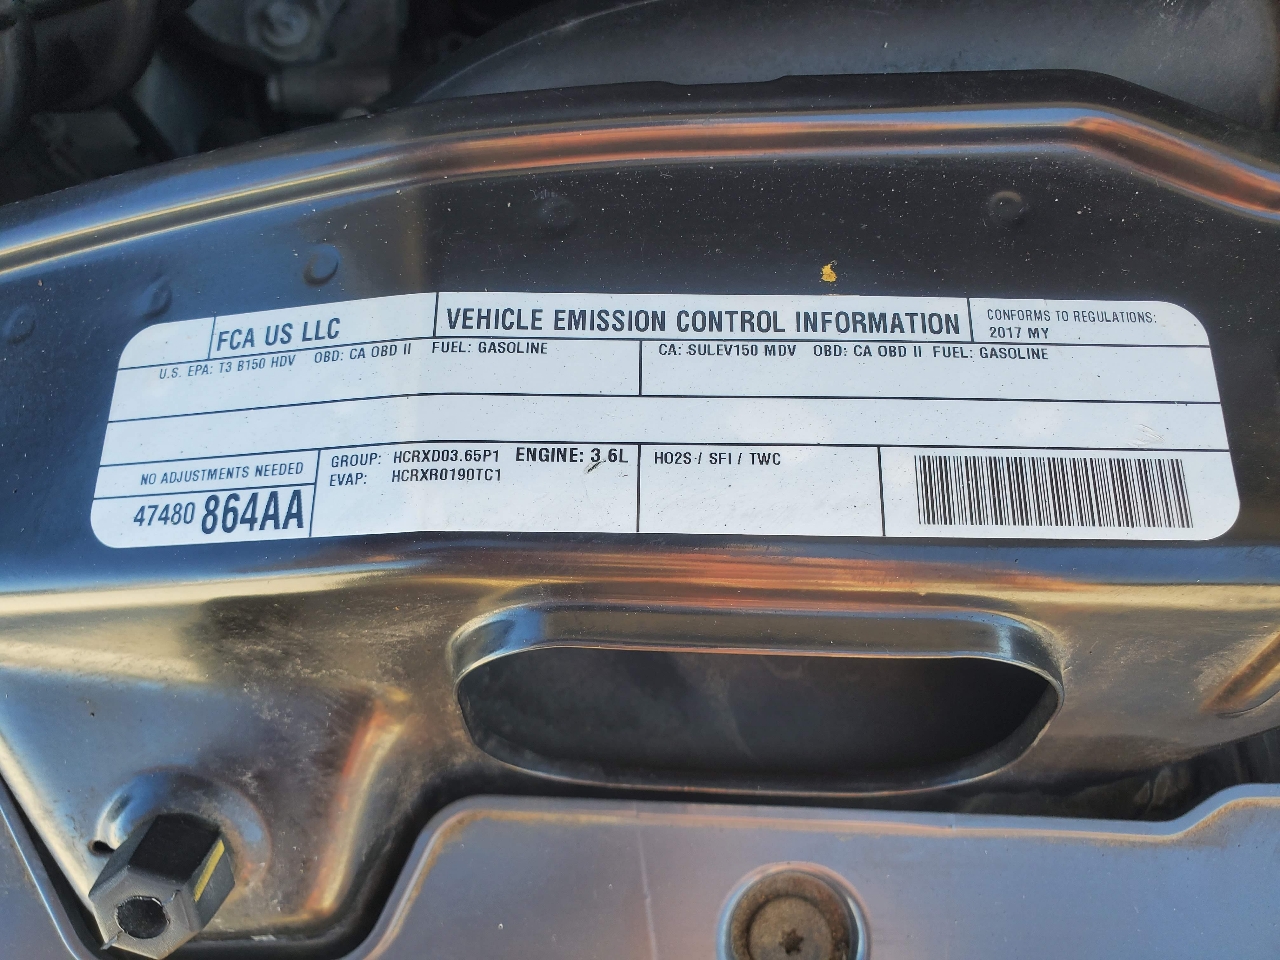 FCA US LLC
VEHICLE EMISSION CONTROL INFORMATION
CONFORMS TO REGULATIONS:
2017 MY
U.S. EPA: T3 B150 HDV OBD: CA OBD II FUEL: GASOLINE
CA: SULEV150 MDV OBD: CA OBD II FUEL: GASOLINE
NO ADJUSTMENTS NEEDED
47480 864AA
GROUP: HCRXD03.65P1 ENGINE: 3.6L
EVAP: HCRXR0190TC1
HO2S / SFI / TWC